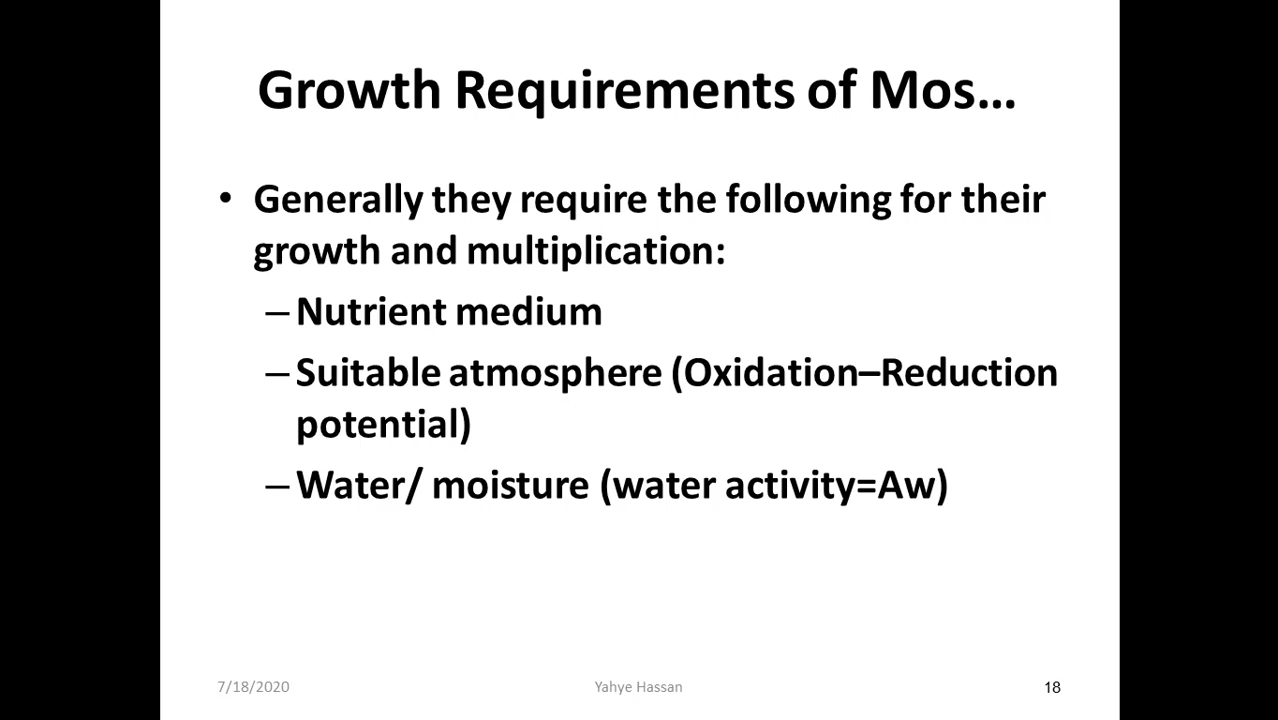 Growth Requirements of Mos…
• Generally they require the following for their
growth and multiplication:
– Nutrient medium
– Suitable atmosphere (Oxidation–Reduction
potential)
– Water/ moisture (water activity=Aw)
7/18/2020
Yahye Hassan
18